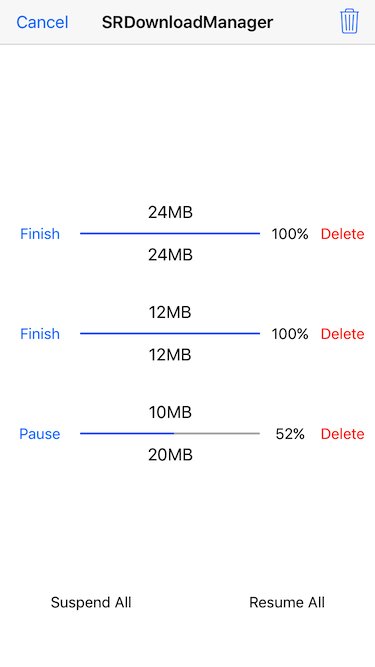 Cancel SRDownloadManager
24MB
Finish 100% Delete
24MB
12MB
Finish 100% Delete
12MB
10MB
Pause 52% Delete
20MB
Suspend All Resume All